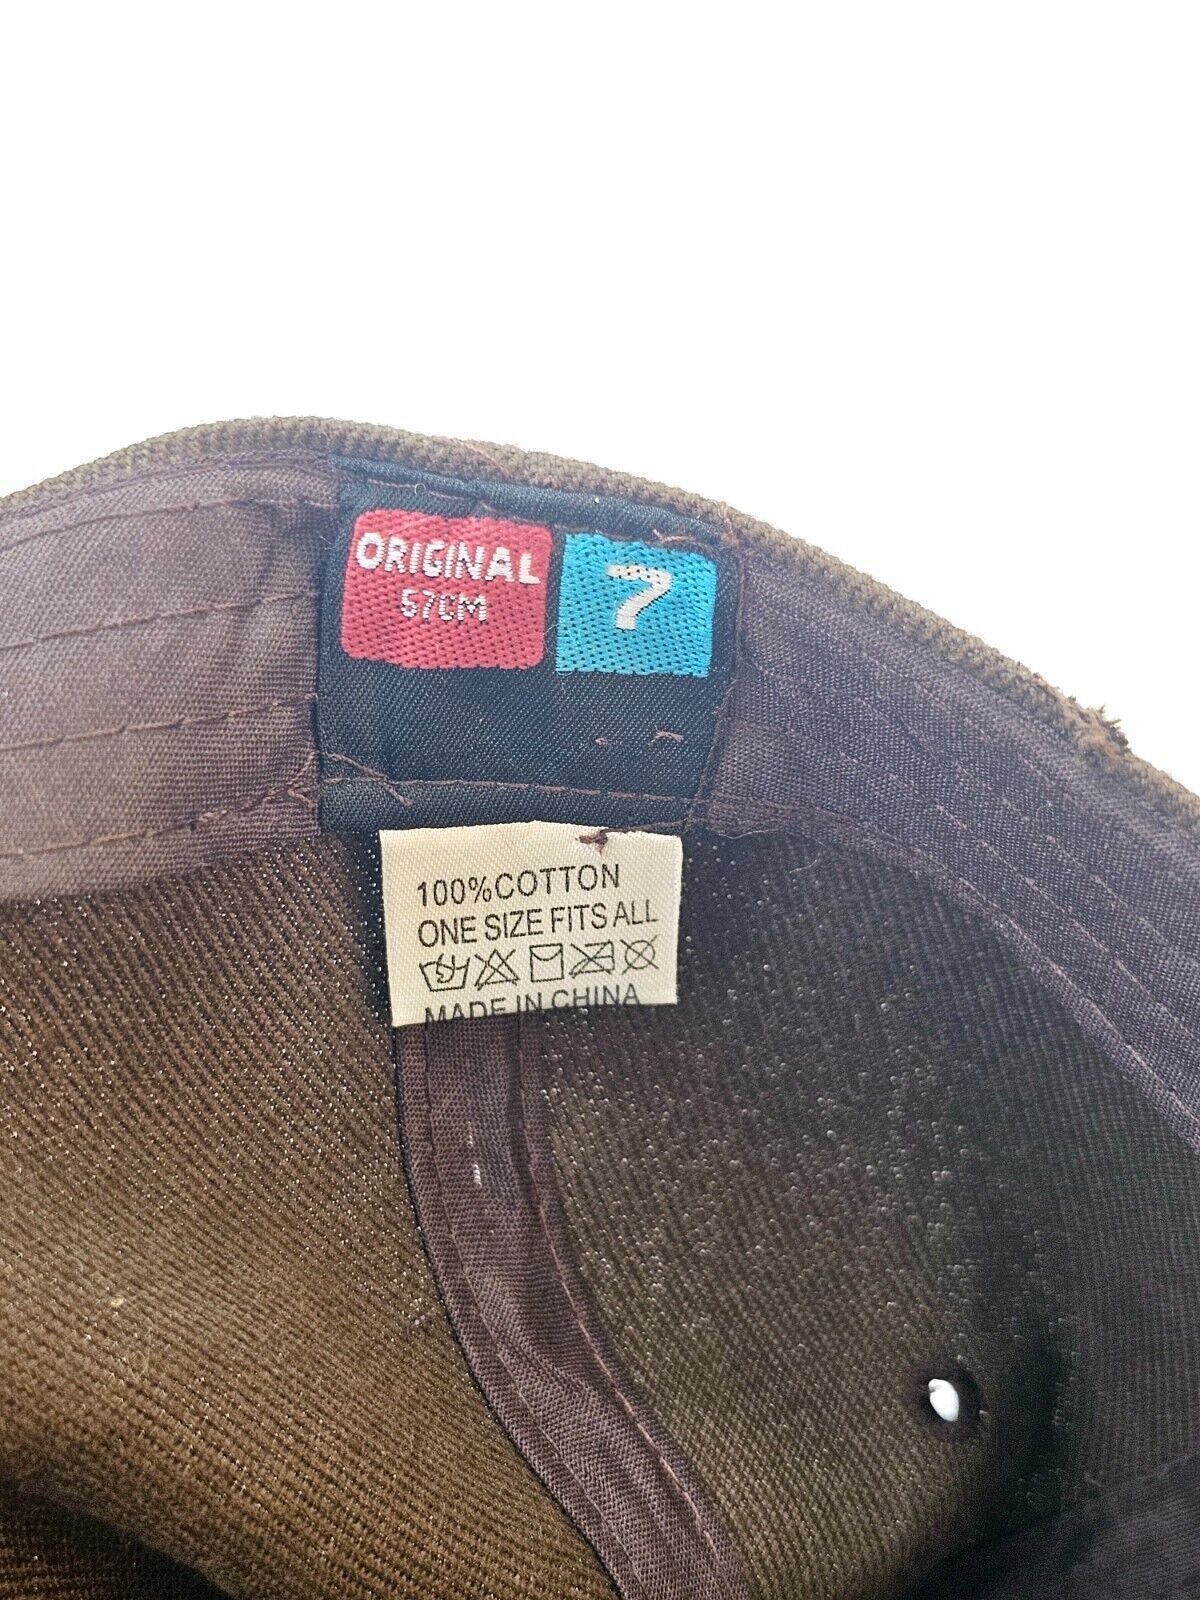 ORIGINAL
57CM
7
100%COTTON
ONE SIZE FITS ALL
MADE IN CHINA